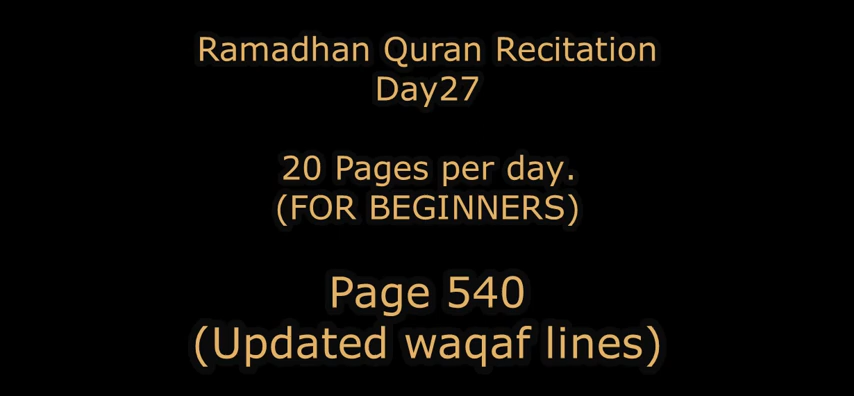 Ramadhan Quran Recitation
Day27
20 Pages per day.
(FOR BEGINNERS)
Page 540
(Updated waqaf lines)